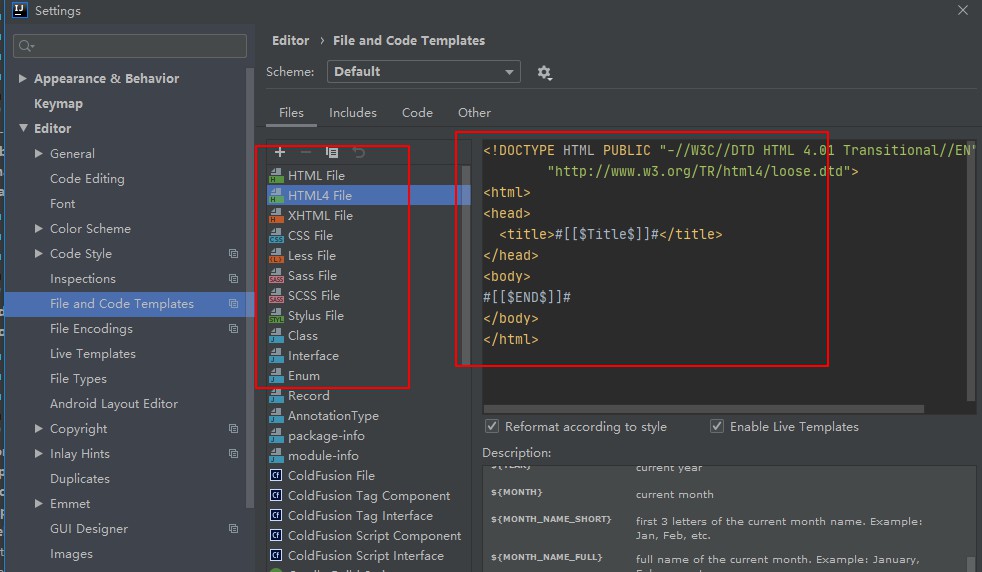 Settings
Editor › File and Code Templates
Scheme: Default
Appearance & Behavior
Keymap
Editor
General
Code Editing
Font
Color Scheme
Code Style
Inspections
File and Code Templates
File Encodings
Live Templates
File Types
Android Layout Editor
Copyright
Inlay Hints
Duplicates
Emmet
GUI Designer
Images
Files Includes Code Other
HTML File
HTML4 File
XHTML File
CSS File
Less File
Sass File
SCSS File
Stylus File
Class
Interface
Enum
Record
AnnotationType
package-info
module-info
ColdFusion File
ColdFusion Tag Component
ColdFusion Tag Interface
ColdFusion Script Component
ColdFusion Script Interface
<!DOCTYPE HTML PUBLIC "-//W3C//DTD HTML 4.01 Transitional//EN"
"http://www.w3.org/TR/html4/loose.dtd">
<html>
<head>
<title>#[[$Title$]]#</title>
</head>
<body>
#[[$END$]]#
</body>
</html>
Reformat according to style Enable Live Templates
Description:
${YEAR} current year
${MONTH} current month
${MONTH_NAME_SHORT} first 3 letters of the current month name. Example:
Jan, Feb, etc.
${MONTH_NAME_FULL} full name of the current month. Example: January,